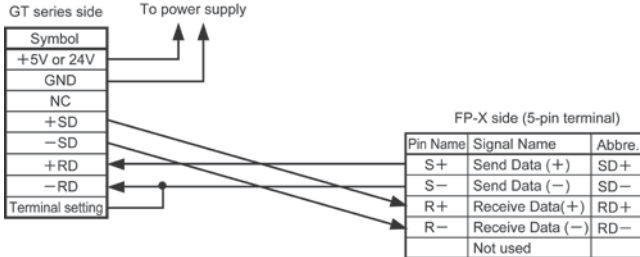 GT series side
To power supply
Symbol
+5V or 24V
GND
NC
+SD
−SD
+RD
−RD
Terminal setting
FP-X side (5-pin terminal)
Pin Name Signal Name Abbre.
S+ Send Data (+) SD+
S− Send Data (−) SD−
R+ Receive Data(+) RD+
R− Receive Data (−) RD−
Not used